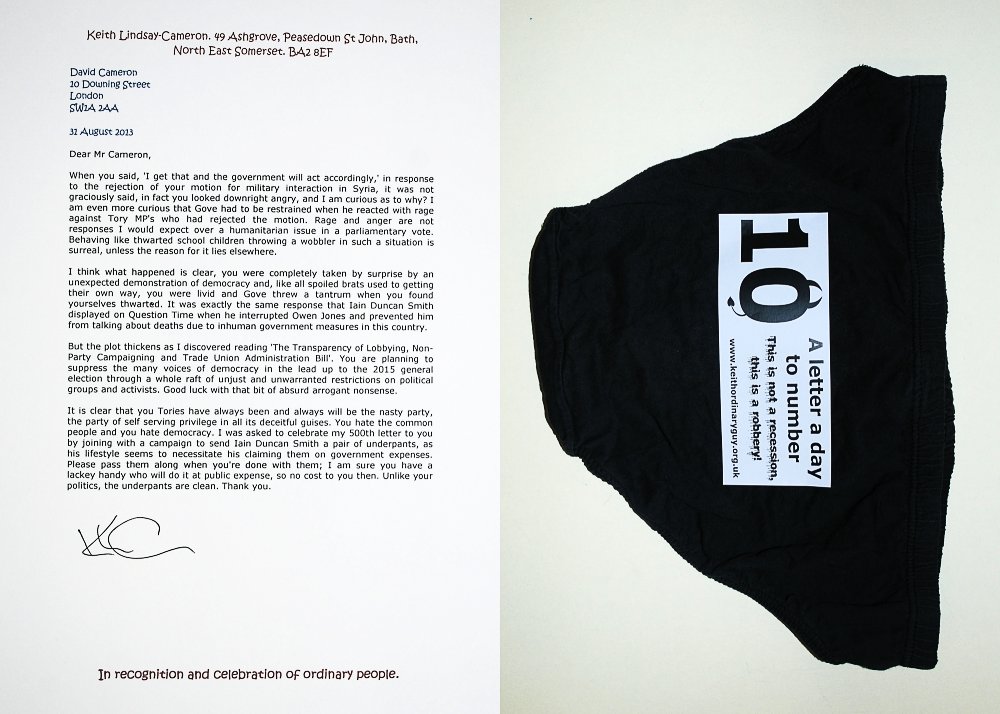 Keith Lindsay-Cameron. 49 Ashgrove, Peasedown St John, Bath,
North East Somerset. BA2 8EF
David Cameron
10 Downing Street
London
SW1A 2AA
31 August 2013
Dear Mr Cameron,
When you said, 'I get that and the government will act accordingly,' in response
to the rejection of your motion for military interaction in Syria, it was not
graciously said, in fact you looked downright angry, and I am curious as to why? I
am even more curious that Gove had to be restrained when he reacted with rage
against Tory MP's who had rejected the motion. Rage and anger are not
responses I would expect over a humanitarian issue in a parliamentary vote.
Behaving like thwarted school children throwing a wobbler in such a situation is
surreal, unless the reason for it lies elsewhere.
I think what happened is clear, you were completely taken by surprise by an
unexpected demonstration of democracy and, like all spoiled brats used to getting
their own way, you were livid and Gove threw a tantrum when you found
yourselves thwarted. It was exactly the same response that Iain Duncan Smith
displayed on Question Time when he interrupted Owen Jones and prevented him
from talking about deaths due to inhuman government measures in this country.
But the plot thickens as I discovered reading 'The Transparency of Lobbying, Non-
Party Campaigning and Trade Union Administration Bill'. You are planning to
suppress the many voices of democracy in the lead up to the 2015 general
election through a whole raft of unjust and unwarranted restrictions on political
groups and activists. Good luck with that bit of absurd arrogant nonsense.
It is clear that you Tories have always been and always will be the nasty party,
the party of self serving privilege in all its deceitful guises. You hate the common
people and you hate democracy. I was asked to celebrate my 500th letter to you
by joining with a campaign to send Iain Duncan Smith a pair of underpants, as
his lifestyle seems to necessitate his claiming them on government expenses.
Please pass them along when you're done with them; I am sure you have a
lackey handy who will do it at public expense, so no cost to you then. Unlike your
politics, the underpants are clean. Thank you.
In recognition and celebration of ordinary people.
10
A letter a day
to number
This is not a recession,
this is a robbery!
www.keithordinaryguy.org.uk